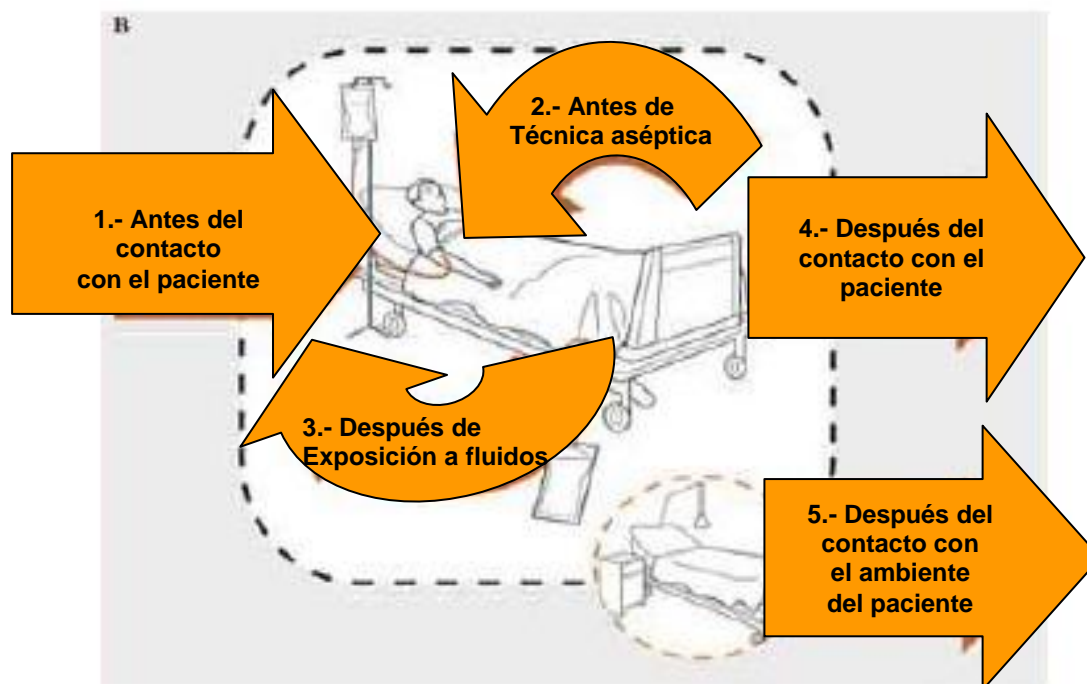 B
1.- Antes del
contacto
con el paciente
2.- Antes de
Técnica aséptica
3.- Después de
Exposición a fluidos
4.- Después del
contacto con el
paciente
5.- Después del
contacto con
el ambiente
del paciente